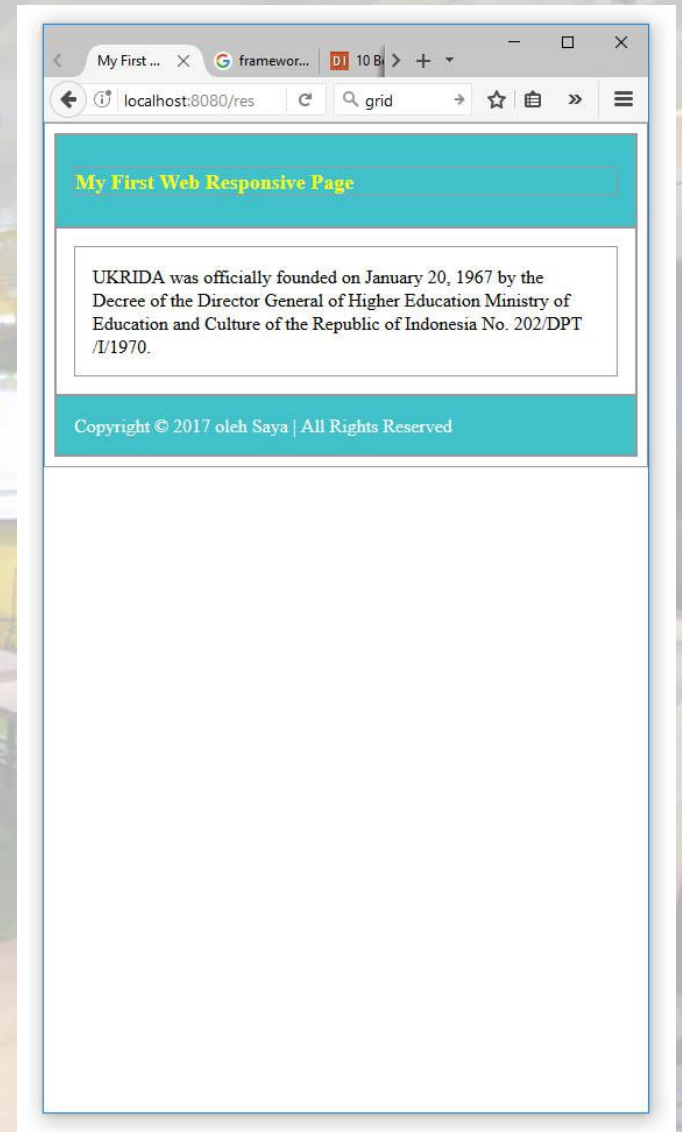 My First ...
framewor...
DI 10 B
localhost:8080/res
grid
My First Web Responsive Page
UKRIDA was officially founded on January 20, 1967 by the
Decree of the Director General of Higher Education Ministry of
Education and Culture of the Republic of Indonesia No. 202/DPT
/I/1970.
Copyright © 2017 oleh Saya | All Rights Reserved